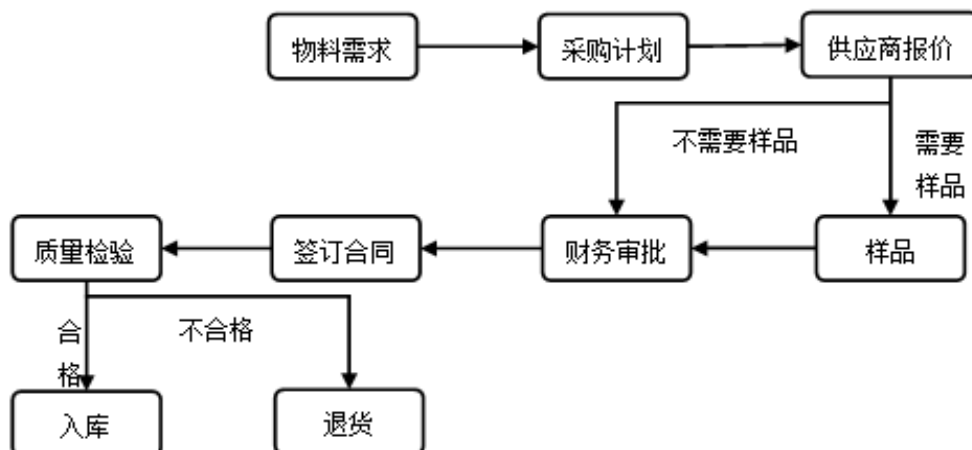 物料需求
采购计划
供应商报价
不需要样品
需要
样品
质量检验
签订合同
财务审批
样品
合
格
不合格
入库
退货